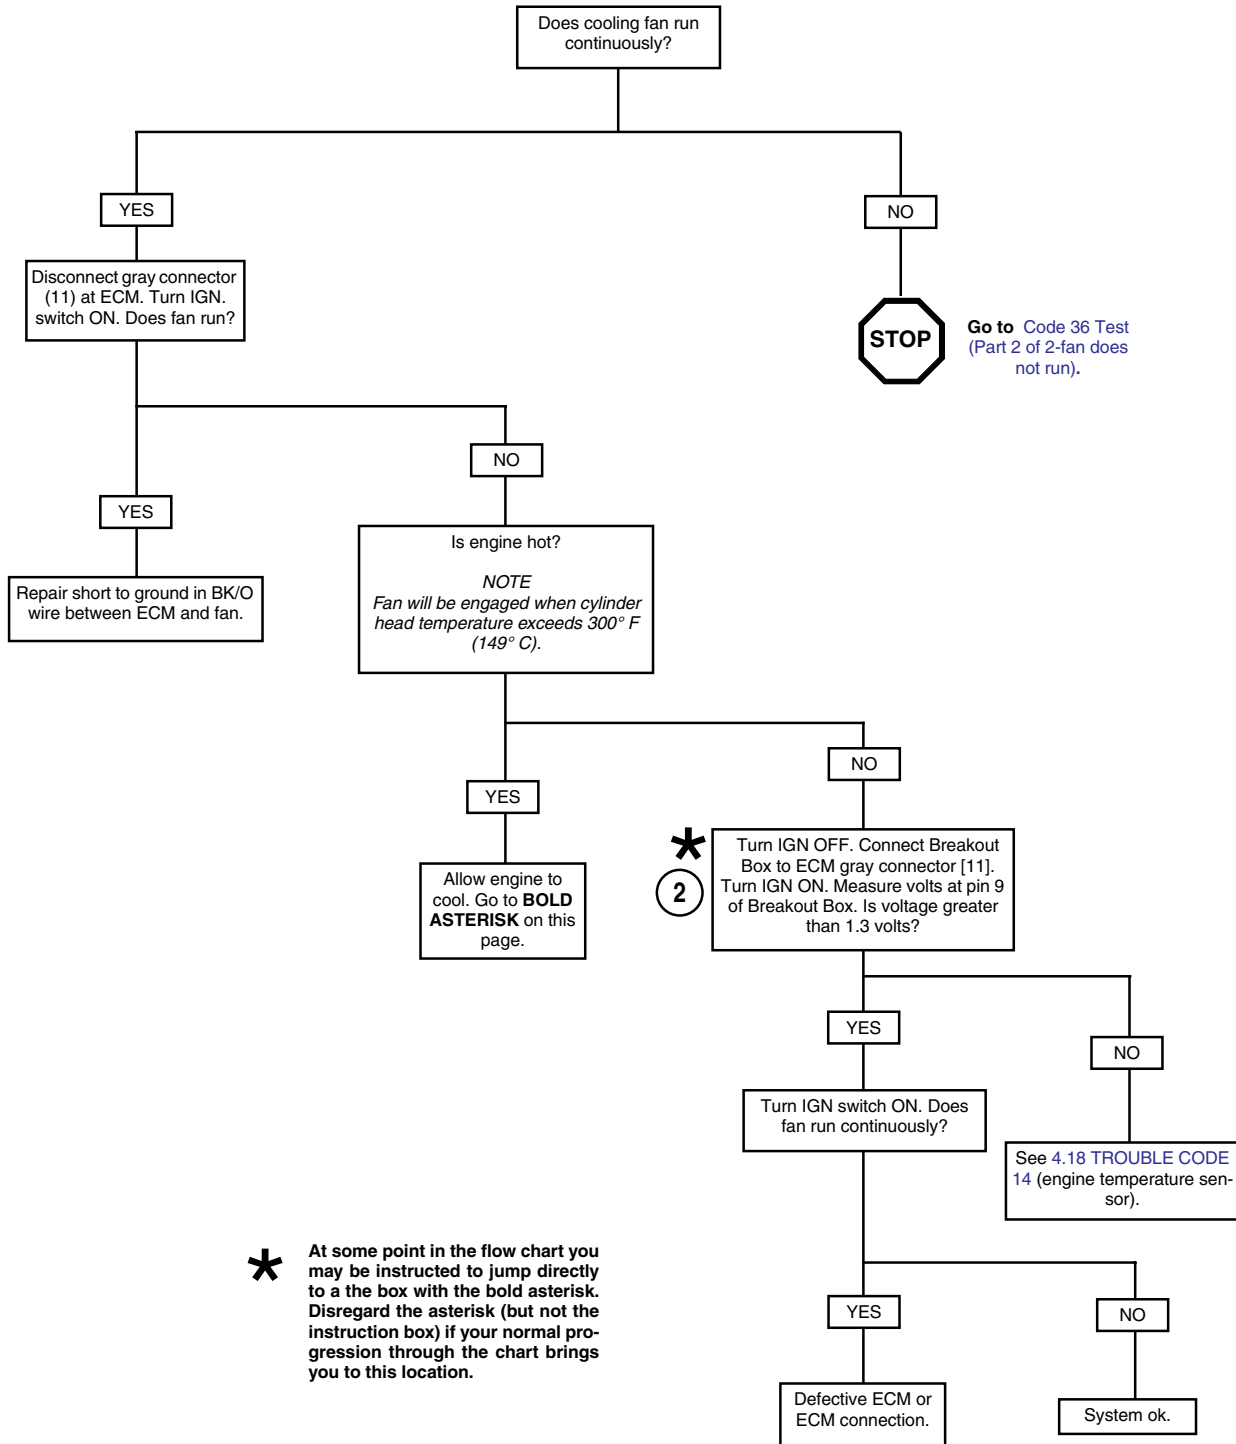 Does cooling fan run
continuously?
YES
NO
Disconnect gray connector
(11) at ECM. Turn IGN.
switch ON. Does fan run?
STOP
Go to Code 36 Test
(Part 2 of 2-fan does
not run).
NO
YES
Is engine hot?
NOTE
Fan will be engaged when cylinder
head temperature exceeds 300° F
(149° C).
Repair short to ground in BK/O
wire between ECM and fan.
NO
YES
*
2
Turn IGN OFF. Connect Breakout
Box to ECM gray connector [11].
Turn IGN ON. Measure volts at pin 9
of Breakout Box. Is voltage greater
than 1.3 volts?
Allow engine to
cool. Go to BOLD
ASTERISK on this
page.
YES
NO
Turn IGN switch ON. Does
fan run continuously?
See 4.18 TROUBLE CODE
14 (engine temperature sen-
sor).
*
At some point in the flow chart you
may be instructed to jump directly
to a the box with the bold asterisk.
Disregard the asterisk (but not the
instruction box) if your normal pro-
gression through the chart brings
you to this location.
YES
NO
Defective ECM or
ECM connection.
System ok.